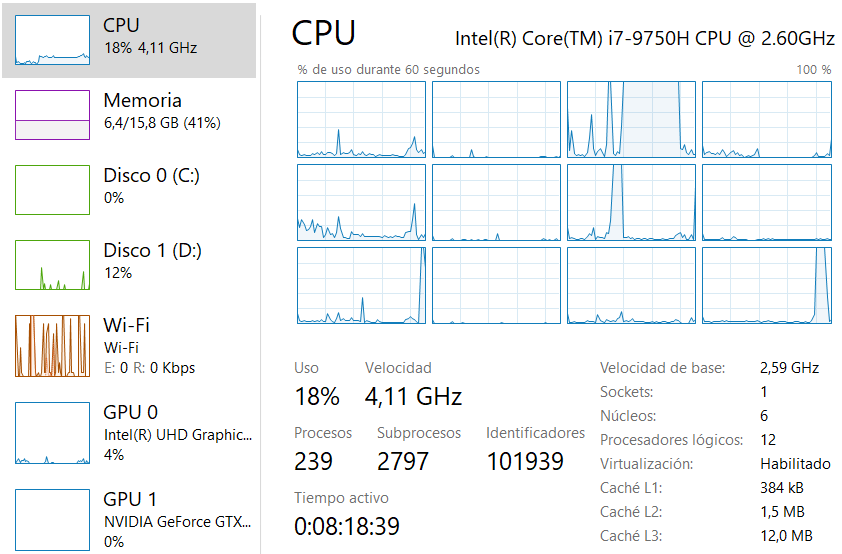 CPU
18% 4,11 GHz
Memoria
6,4/15,8 GB (41%)
Disco 0 (C:)
0%
Disco 1 (D:)
12%
Wi-Fi
Wi-Fi
E: 0 R: 0 Kbps
GPU 0
Intel(R) UHD Graphic...
4%
GPU 1
NVIDIA GeForce GTX...
0%
CPU
Intel(R) Core(TM) i7-9750H CPU @ 2.60GHz
% de uso durante 60 segundos
100 %
Uso
Velocidad
18%
4,11 GHz
Procesos
Subprocesos
Identificadores
239
2797
101939
Tiempo activo
0:08:18:39
Velocidad de base: 2,59 GHz
Sockets: 1
Núcleos: 6
Procesadores lógicos: 12
Virtualización: Habilitado
Caché L1: 384 kB
Caché L2: 1,5 MB
Caché L3: 12,0 MB